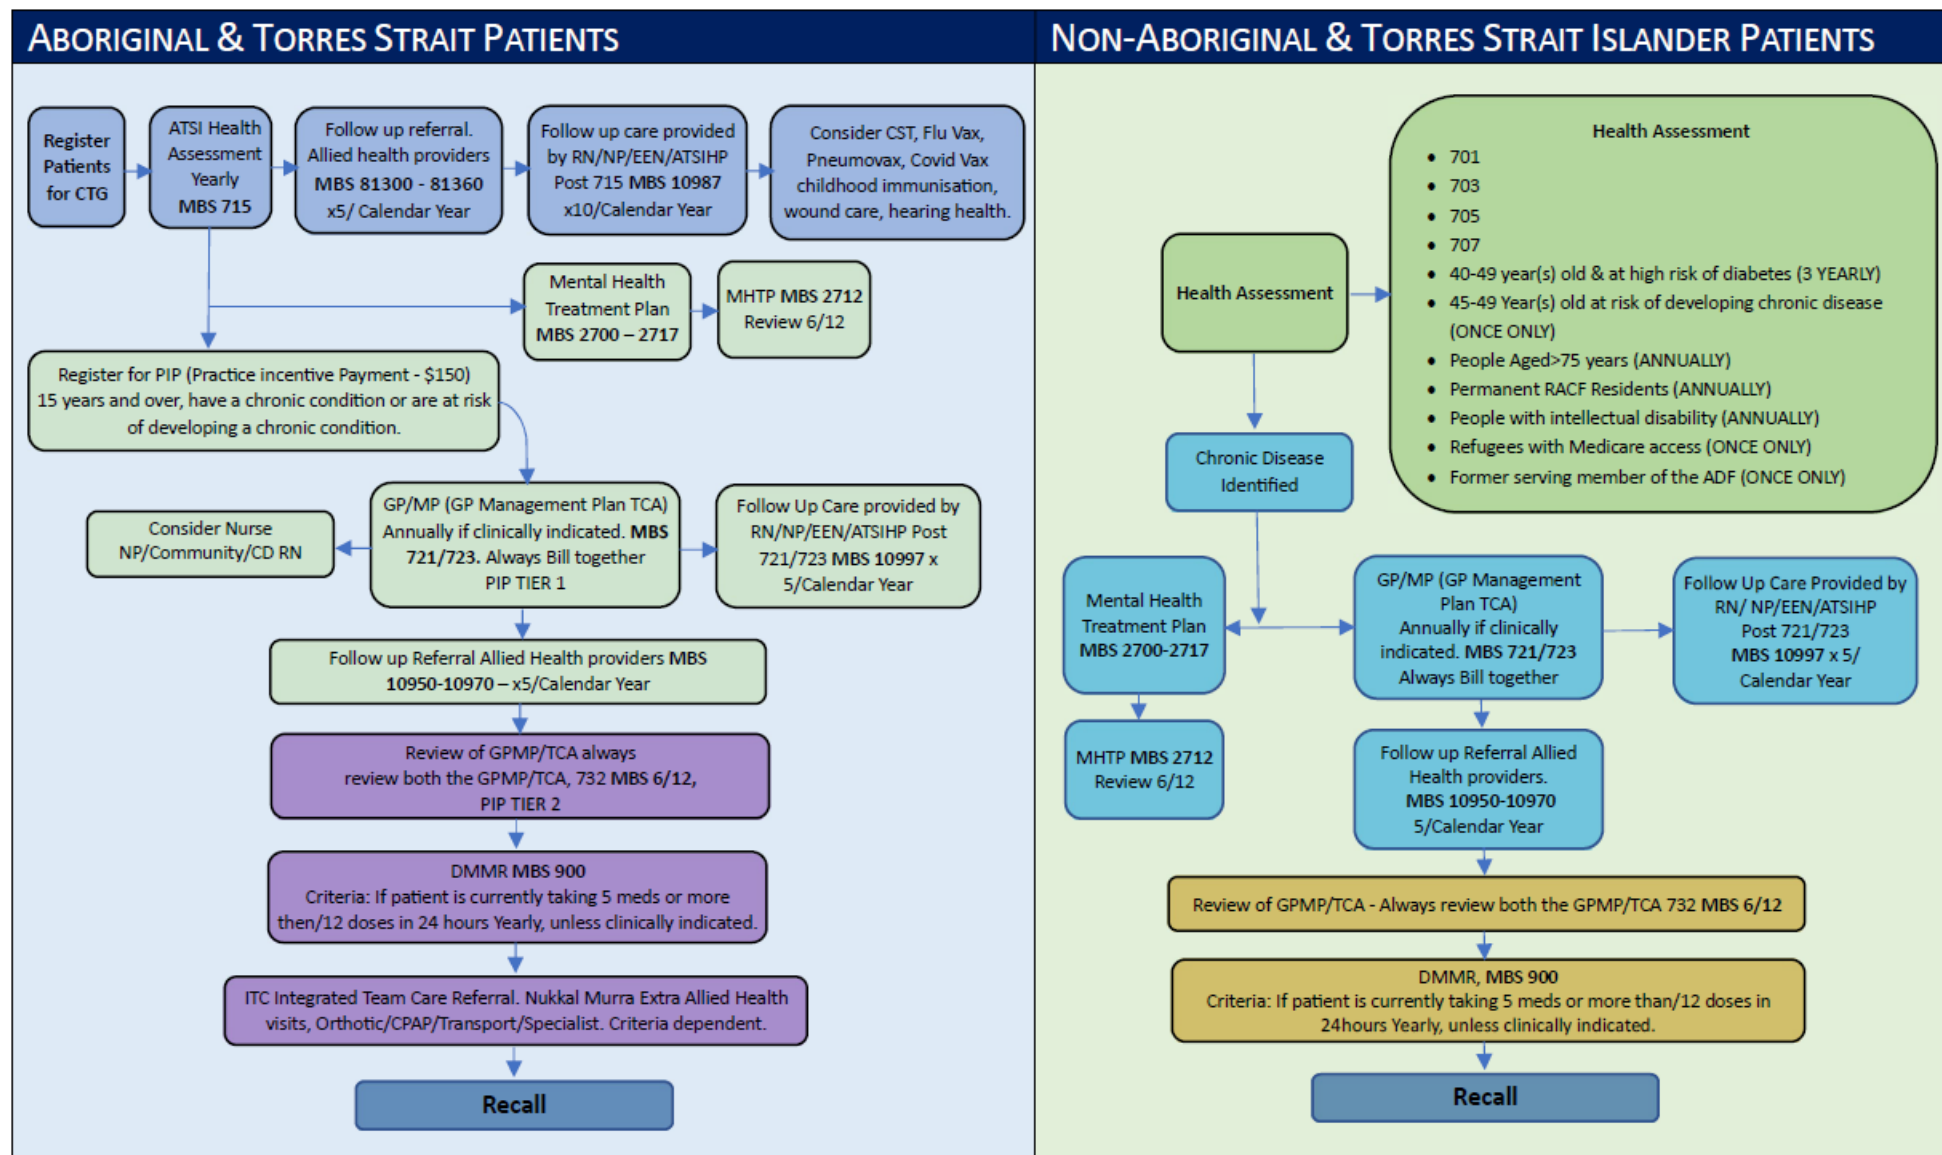 ABORIGINAL & TORRES STRAIT PATIENTS
Register
Patients
for CTG
ATSI Health
Assessment
Yearly
MBS 715
Follow up referral.
Allied health providers
MBS 81300 - 81360
x5/ Calendar Year
Follow up care provided
by RN/NP/EEN/ATSIHP
Post 715 MBS 10987
x10/Calendar Year
Consider CST, Flu Vax,
Pneumovax, Covid Vax
childhood immunisation,
wound care, hearing health.
Mental Health
Treatment Plan
MBS 2700 – 2717
MHTP MBS 2712
Review 6/12
Register for PIP (Practice incentive Payment - $150)
15 years and over, have a chronic condition or are at risk
of developing a chronic condition.
Consider Nurse
NP/Community/CD RN
GP/MP (GP Management Plan TCA)
Annually if clinically indicated. MBS
721/723. Always Bill together
PIP TIER 1
Follow Up Care provided by
RN/NP/EEN/ATSIHP Post
721/723 MBS 10997 x
5/Calendar Year
Follow up Referral Allied Health providers MBS
10950-10970 – x5/Calendar Year
Review of GPMP/TCA always
review both the GPMP/TCA, 732 MBS 6/12,
PIP TIER 2
DMMR MBS 900
Criteria: If patient is currently taking 5 meds or more
then/12 doses in 24 hours Yearly, unless clinically indicated.
ITC Integrated Team Care Referral. Nukkal Murra Extra Allied Health
visits, Orthotic/CPAP/Transport/Specialist. Criteria dependent.
Recall
NON-ABORIGINAL & TORRES STRAIT ISLANDER PATIENTS
Health Assessment
Health Assessment
• 701
• 703
• 705
• 707
• 40-49 year(s) old & at high risk of diabetes (3 YEARLY)
• 45-49 Year(s) old at risk of developing chronic disease
(ONCE ONLY)
• People Aged>75 years (ANNUALLY)
• Permanent RACF Residents (ANNUALLY)
• People with intellectual disability (ANNUALLY)
• Refugees with Medicare access (ONCE ONLY)
• Former serving member of the ADF (ONCE ONLY)
Chronic Disease
Identified
Mental Health
Treatment Plan
MBS 2700-2717
MHTP MBS 2712
Review 6/12
GP/MP (GP Management
Plan TCA)
Annually if clinically
indicated. MBS 721/723
Always Bill together
Follow Up Care Provided by
RN/ NP/EEN/ATSIHP
Post 721/723
MBS 10997 x 5/
Calendar Year
Follow up Referral Allied
Health providers.
MBS 10950-10970
5/Calendar Year
Review of GPMP/TCA - Always review both the GPMP/TCA 732 MBS 6/12
DMMR, MBS 900
Criteria: If patient is currently taking 5 meds or more than/12 doses in
24hours Yearly, unless clinically indicated.
Recall